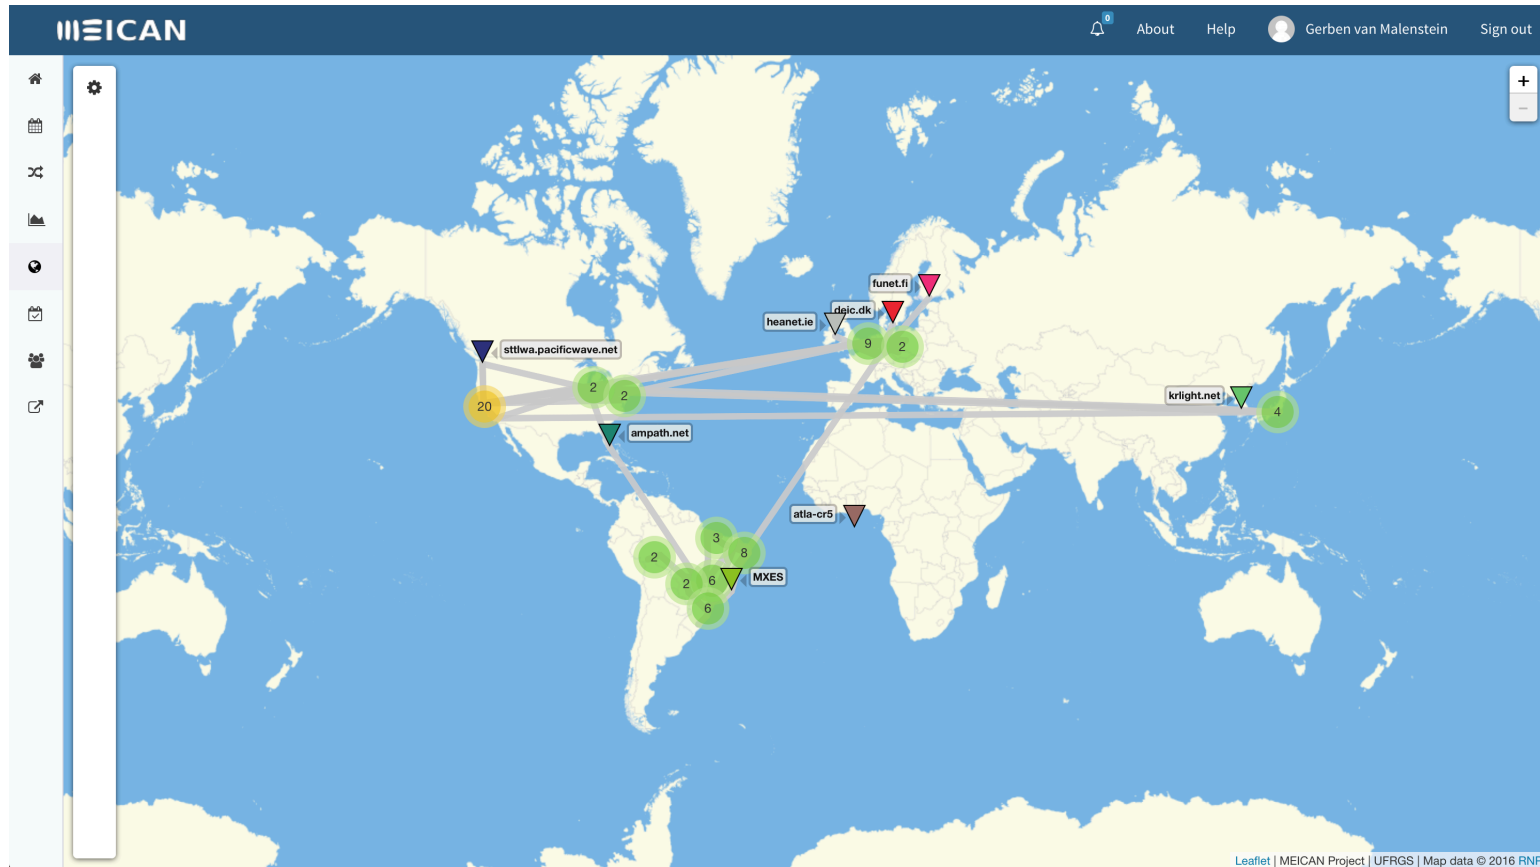 MEICAN
0
About
Help
Gerben van Malenstein
Sign out
+
−
funet.fi
deic.dk
heanet.ie
9
2
sttlwa.pacificwave.net
2
2
20
krlight.net
4
ampath.net
atla-cr5
3
8
2
2
6
MXES
6
Leaflet | MEICAN Project | UFRGS | Map data © 2016 RNP